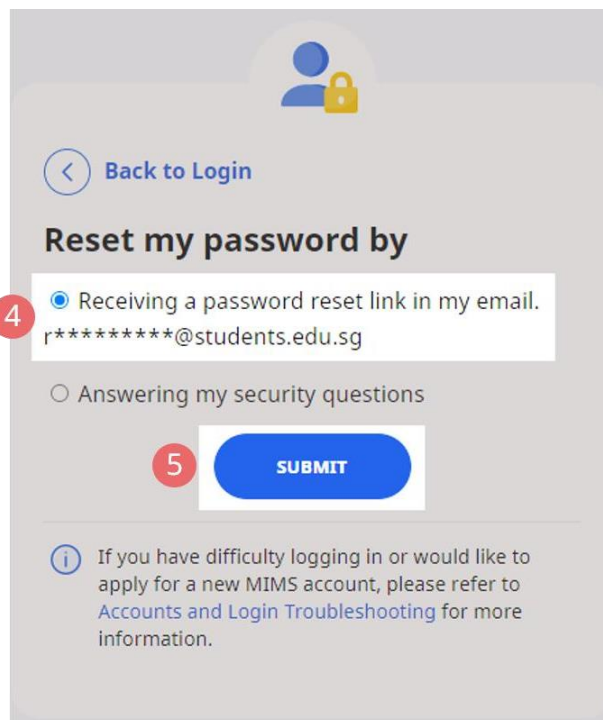 Back to Login
Reset my password by
4
Receiving a password reset link in my email.
r*********@students.edu.sg
Answering my security questions
5
SUBMIT
If you have difficulty logging in or would like to
apply for a new MIMS account, please refer to
Accounts and Login Troubleshooting for more
information.